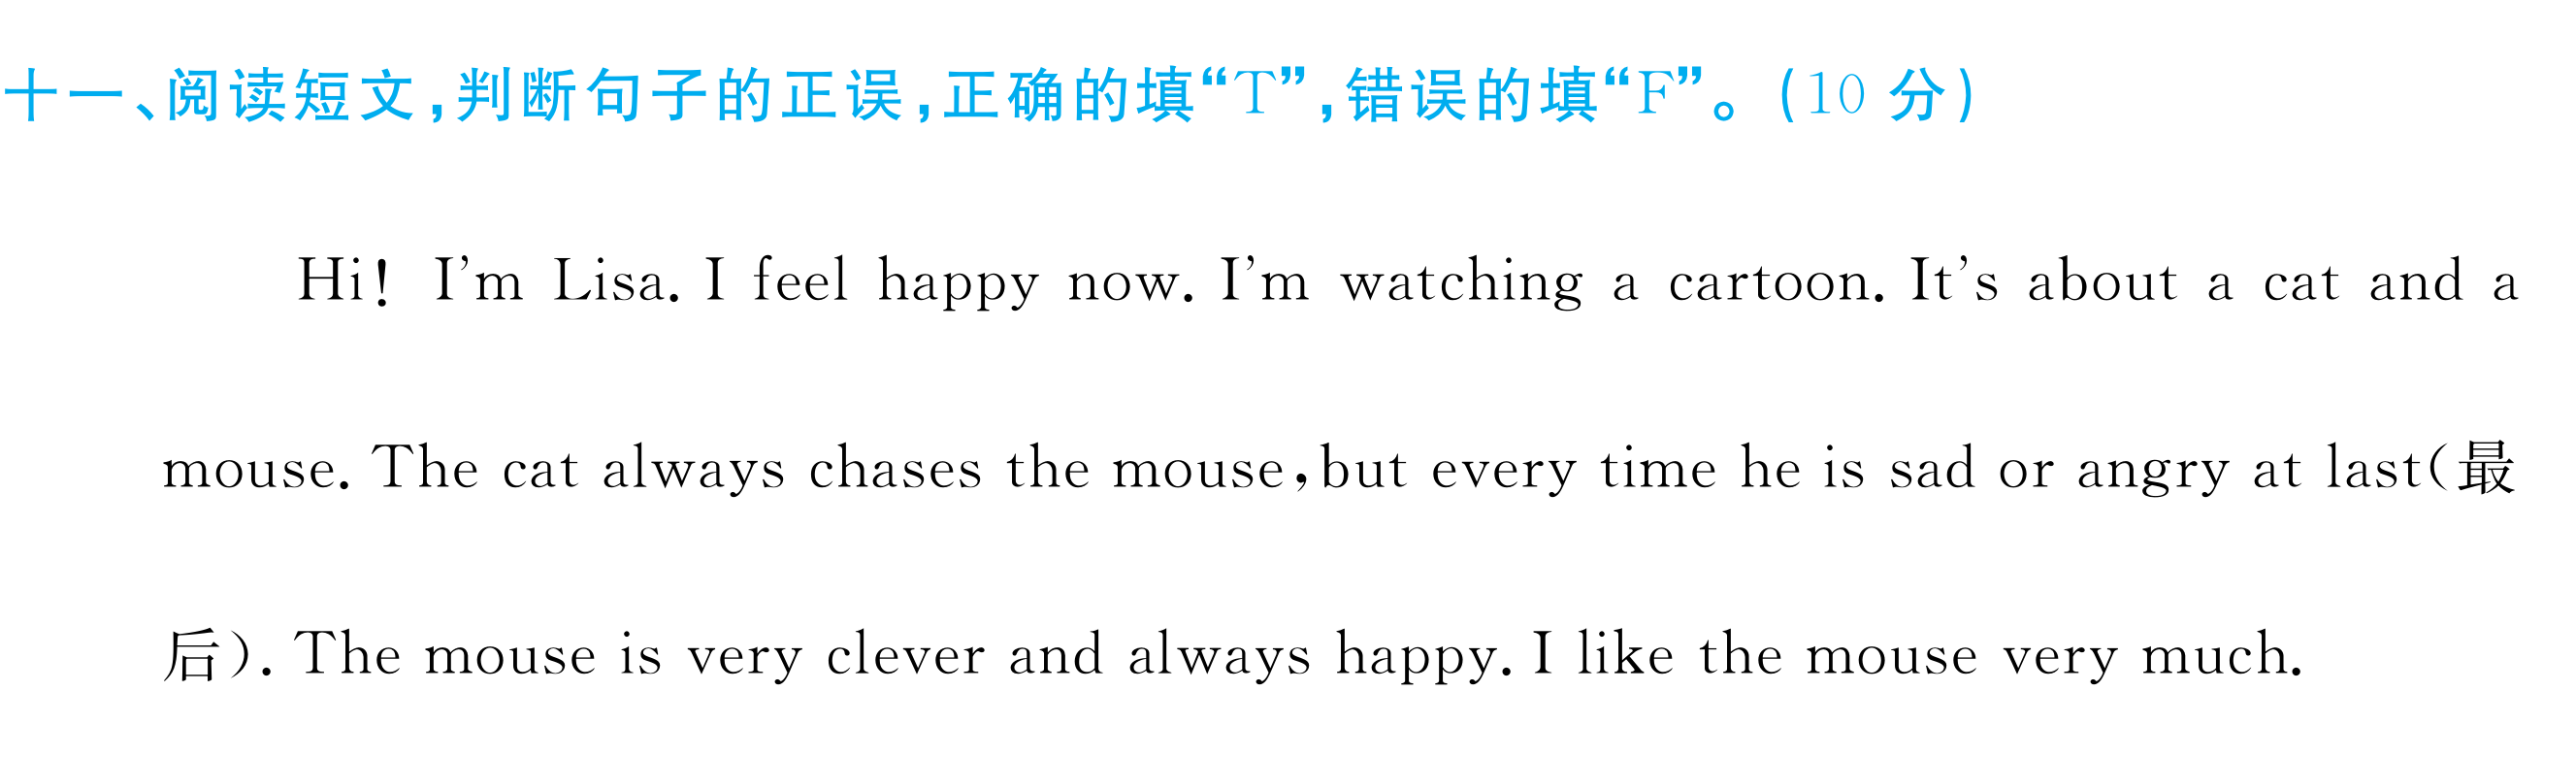 十一、阅读短文,判断句子的正误,正确的填“T”,错误的填“F”。(10 分)
Hi! I’m Lisa. I feel happy now. I’m watching a cartoon. It’s about a cat and a
mouse. The cat always chases the mouse,but every time he is sad or angry at last(最
后). The mouse is very clever and always happy. I like the mouse very much.